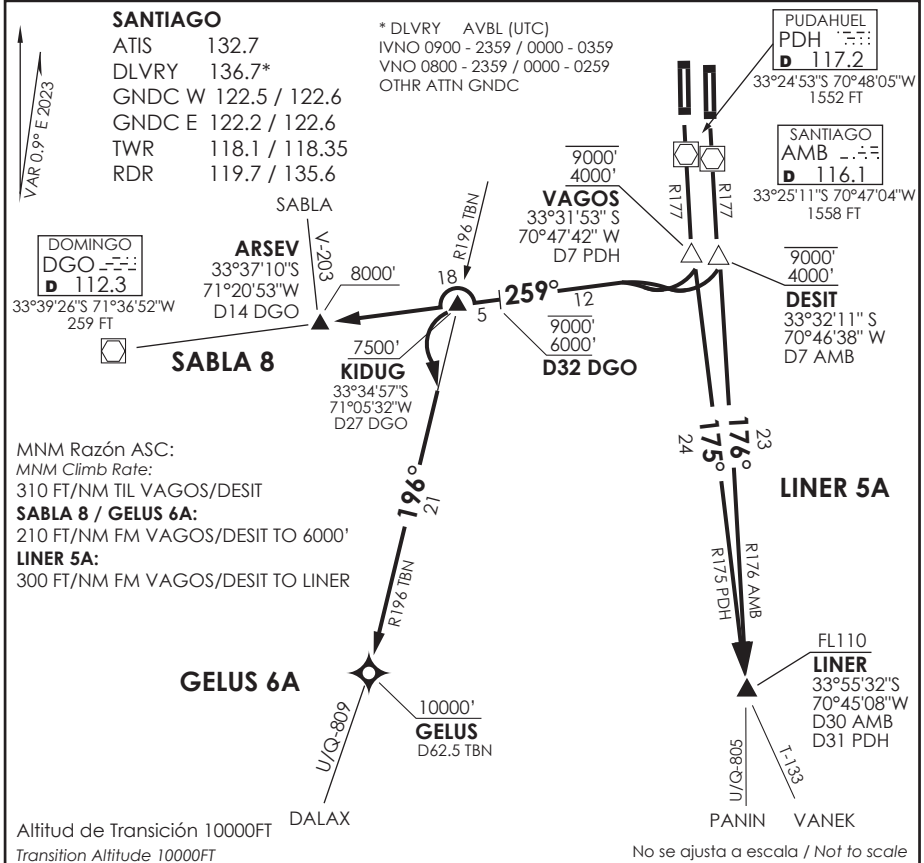 SANTIAGO
ATIS 132.7
DLVRY 136.7*
GNDC W 122.5 / 122.6
GNDC E 122.2 / 122.6
TWR 118.1 / 118.35
RDR 119.7 / 135.6
* DLVRY AVBL (UTC)
IVNO 0900 - 2359 / 0000 - 0359
VNO 0800 - 2359 / 0000 - 0259
OTHR ATTN GNDC
VAR 0.9° E 2023
PUDAHUEL
PDH
D 117.2
33°24'53"S 70°48'05"W
1552 FT
SANTIAGO
AMB
D 116.1
33°25'11"S 70°47'04"W
1558 FT
R177
R177
9000'
4000'
VAGOS
33°31'53" S
70°47'42" W
D7 PDH
9000'
4000'
DESIT
33°32'11" S
70°46'38" W
D7 AMB
SABLA
V-203
ARSEV
33°37'10"S
71°20'53"W
D14 DGO
8000'
DOMINGO
DGO
D 112.3
33°39'26"S 71°36'52"W
259 FT
SABLA 8
R196 TBN
18
5
259°
12
9000'
6000'
D32 DGO
7500'
KIDUG
33°34'57"S
71°05'32"W
D27 DGO
MNM Razón ASC:
MNM Climb Rate:
310 FT/NM TIL VAGOS/DESIT
SABLA 8 / GELUS 6A:
210 FT/NM FM VAGOS/DESIT TO 6000'
LINER 5A:
300 FT/NM FM VAGOS/DESIT TO LINER
196°
21
R196 TBN
24
175°
176°
23
LINER 5A
R175 PDH
R176 AMB
GELUS 6A
10000'
GELUS
D62.5 TBN
U/Q-809
DALAX
FL110
LINER
33°55'32"S
70°45'08"W
D30 AMB
D31 PDH
U/Q-805
T-133
PANIN
VANEK
Altitud de Transición 10000FT
Transition Altitude 10000FT
No se ajusta a escala / Not to scale